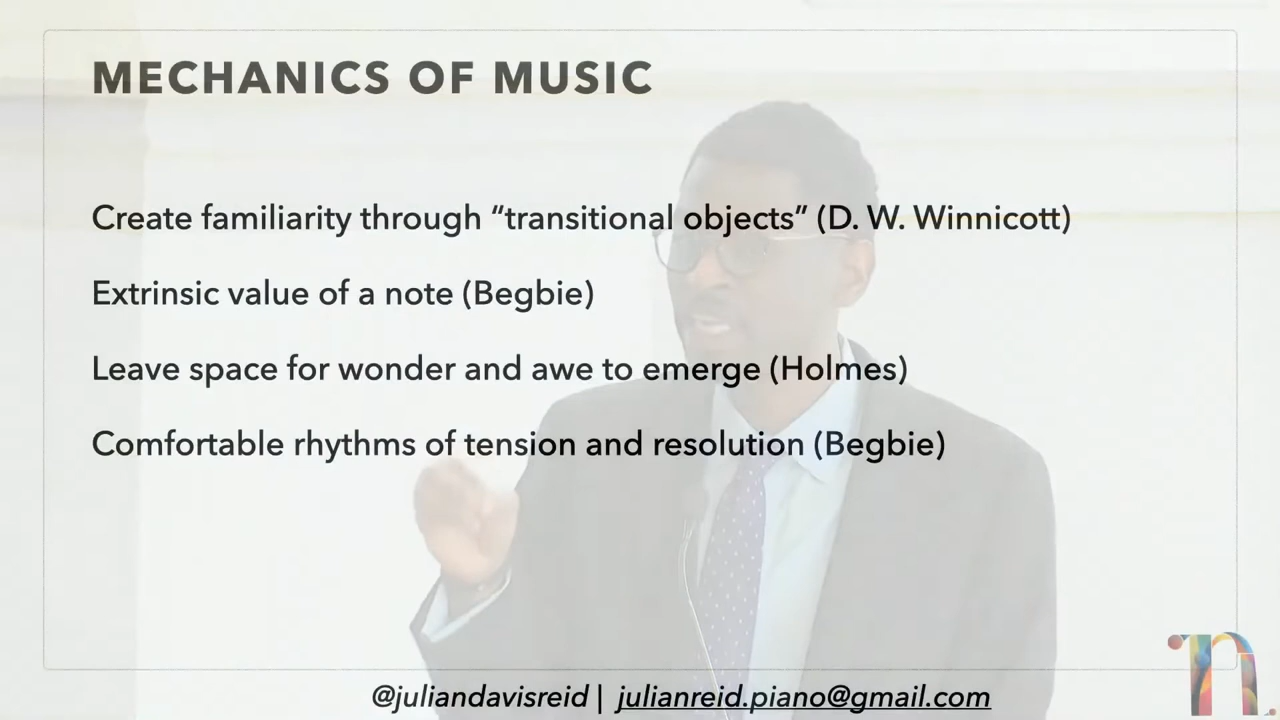 MECHANICS OF MUSIC
Create familiarity through “transitional objects” (D. W. Winnicott)
Extrinsic value of a note (Begbie)
Leave space for wonder and awe to emerge (Holmes)
Comfortable rhythms of tension and resolution (Begbie)
@juliandavisreid | julianreid.piano@gmail.com
n.